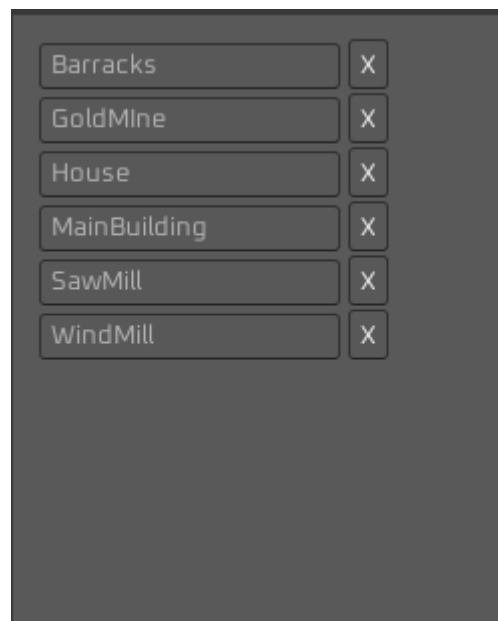 Barracks X
GoldMIne X
House X
MainBuilding X
SawMill X
WindMill X